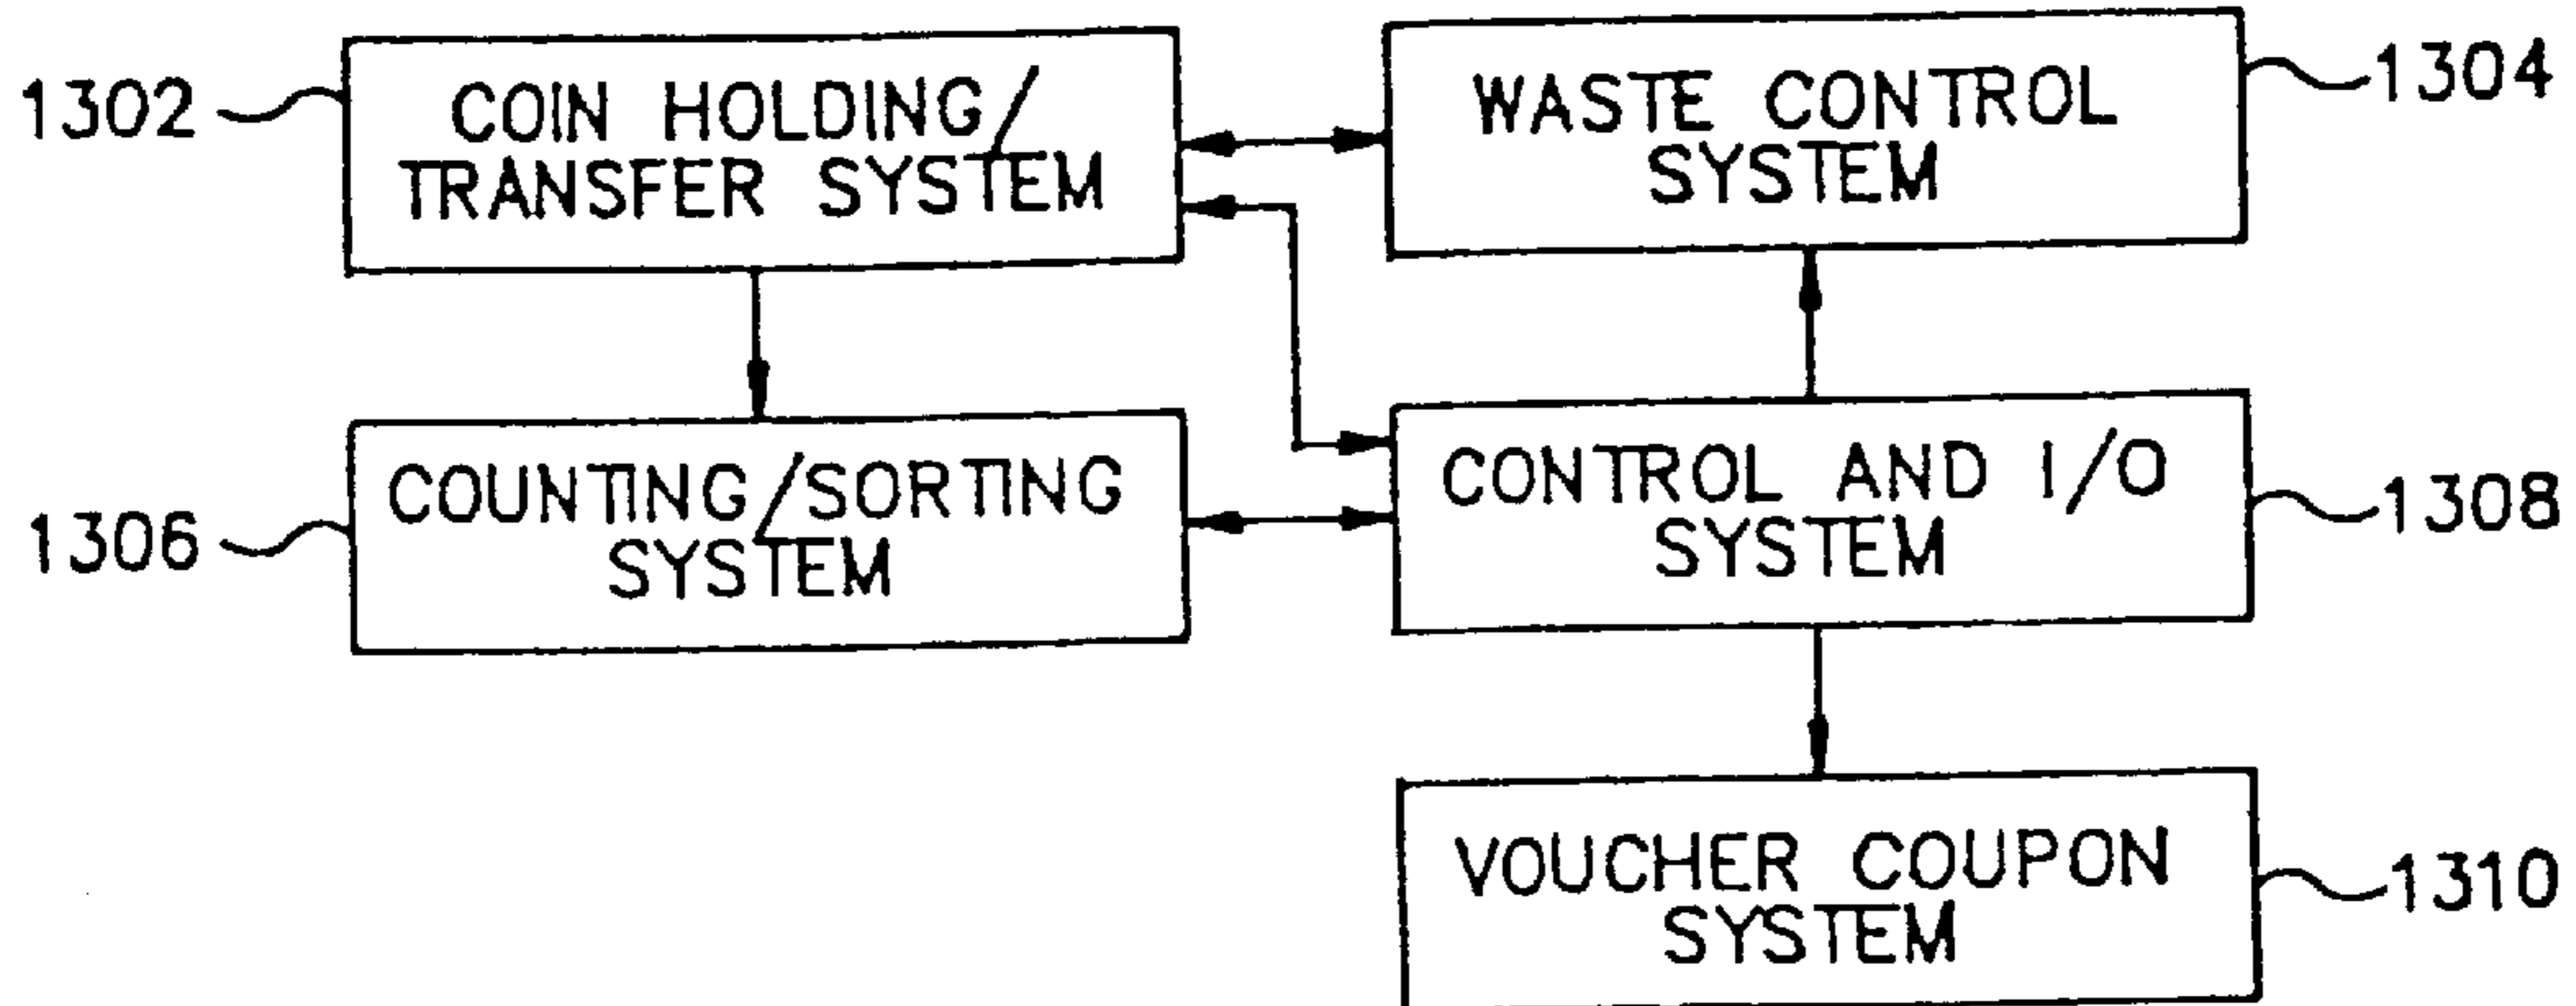 1302
COIN HOLDING/
TRANSFER SYSTEM
WASTE CONTROL
SYSTEM
1304
1306
COUNTING/SORTING
SYSTEM
CONTROL AND I/O
SYSTEM
1308
VOUCHER COUPON
SYSTEM
1310